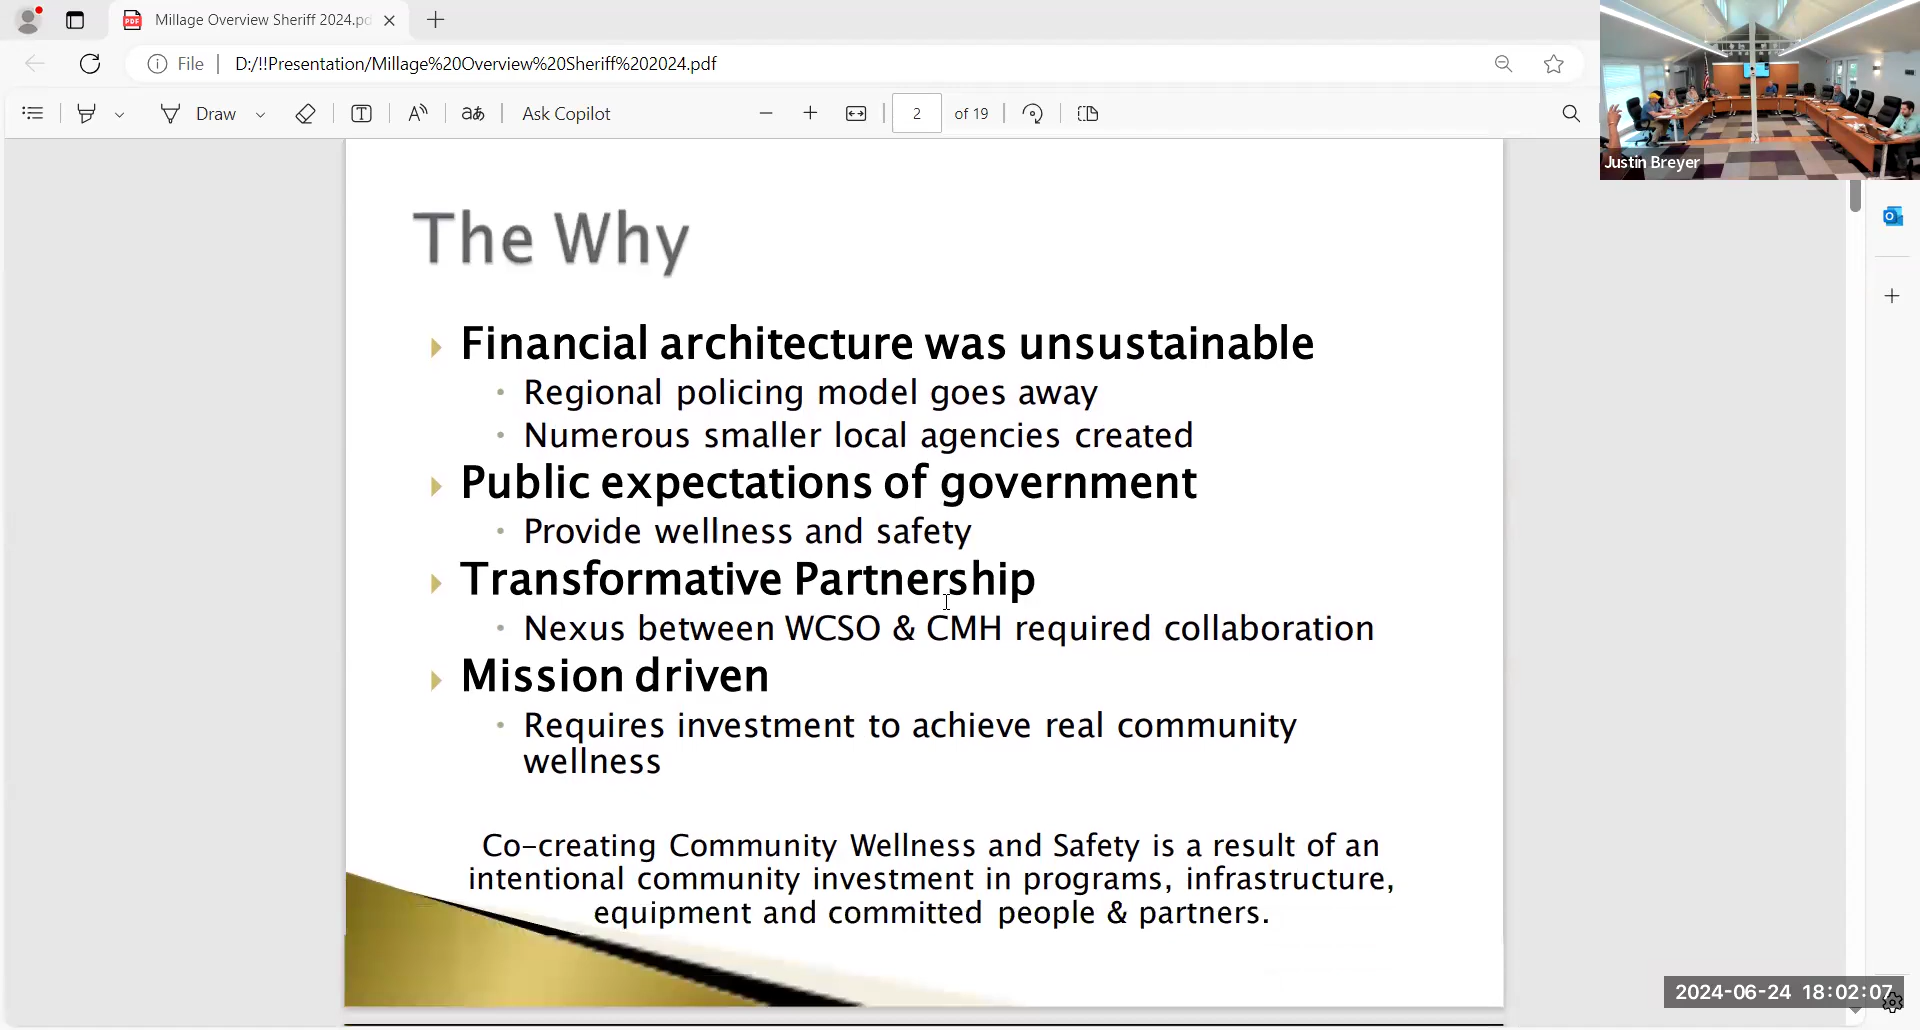 Millage Overview Sheriff 2024.pd
File
D:/!!Presentation/Millage%20Overview%20Sheriff%202024.pdf
Draw
aあ
Ask Copilot
2 of 19
Justin Breyer
The Why
Financial architecture was unsustainable
Regional policing model goes away
Numerous smaller local agencies created
Public expectations of government
Provide wellness and safety
Transformative Partnership
Nexus between WCSO & CMH required collaboration
Mission driven
Requires investment to achieve real community
wellness
Co-creating Community Wellness and Safety is a result of an
intentional community investment in programs, infrastructure,
equipment and committed people & partners.
2024-06-24 18:02:07